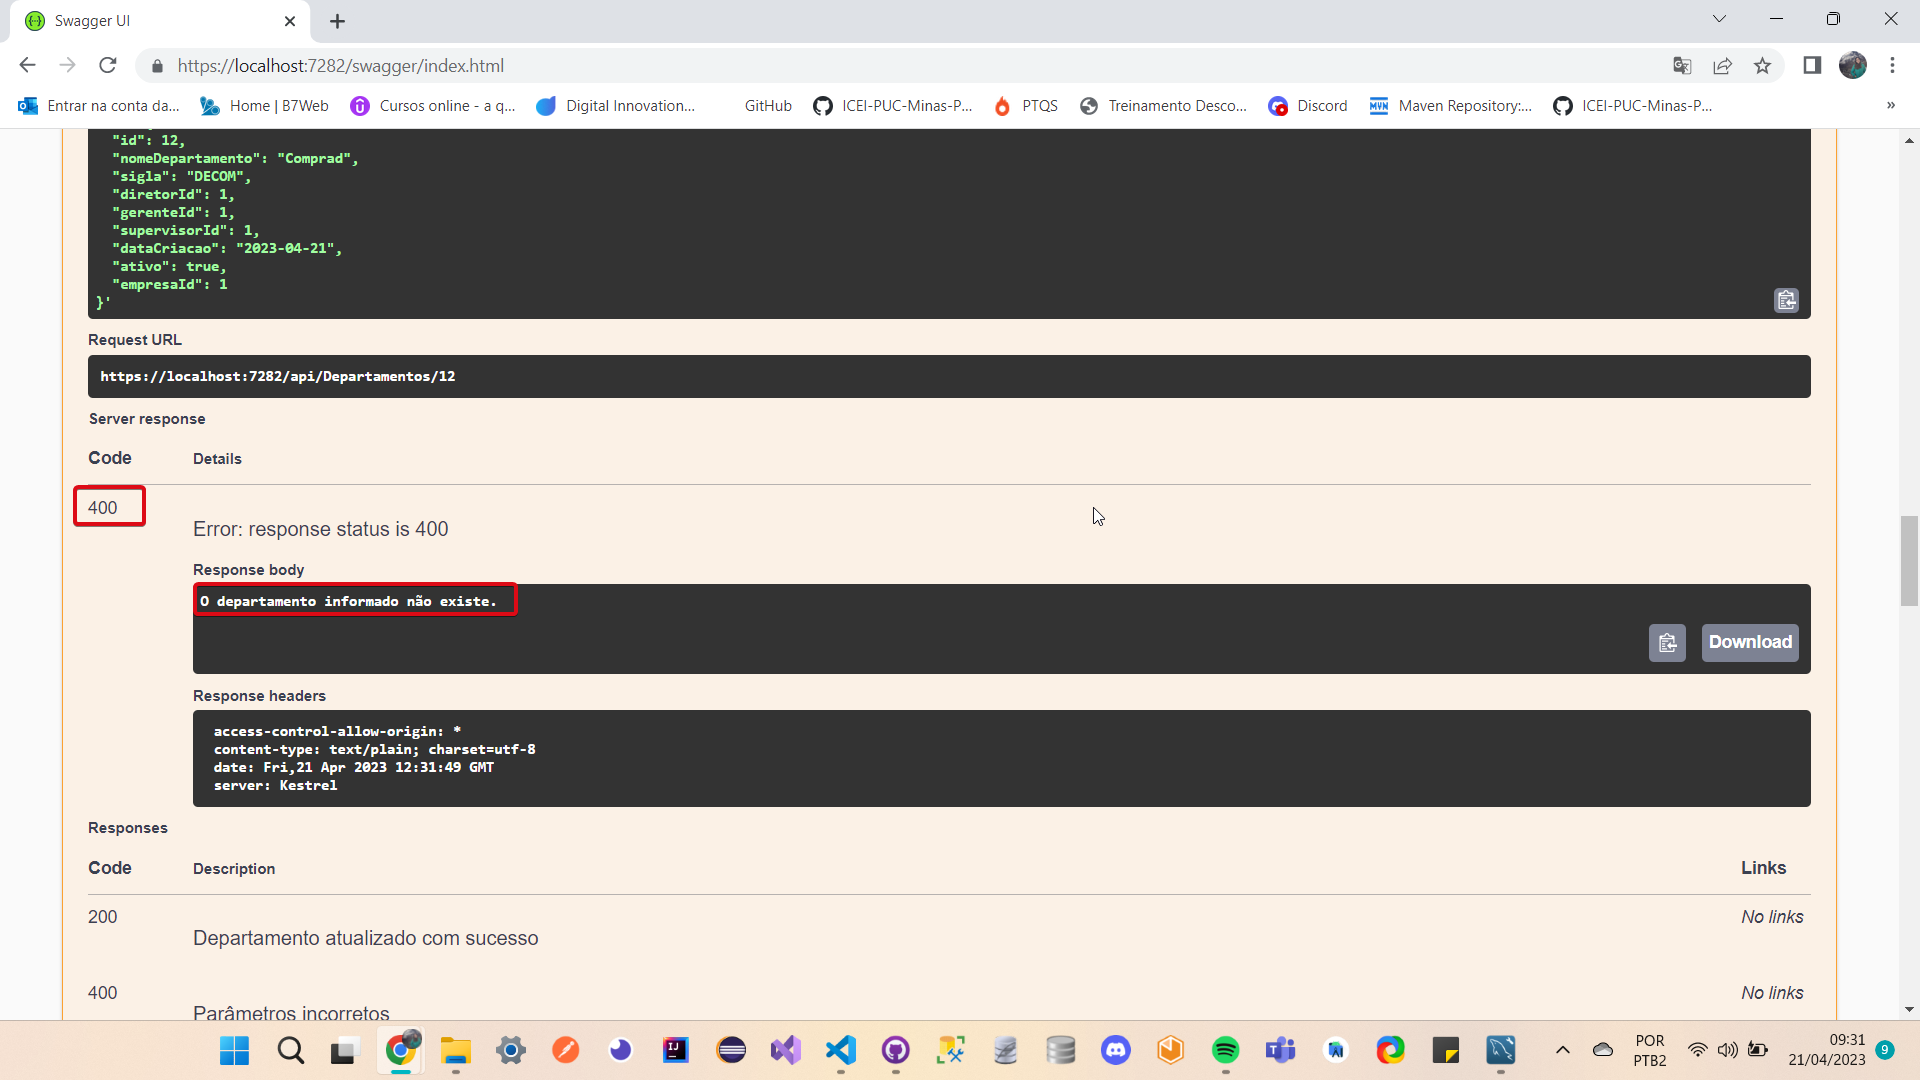 Swagger UI
https://localhost:7282/swagger/index.html
Entrar na conta da...
Home | B7Web
Cursos online - a q...
Digital Innovation...
GitHub
ICEI-PUC-Minas-P...
PTQS
Treinamento Desco...
Discord
MVN
Maven Repository:...
ICEI-PUC-Minas-P...
»
"id": 12,
"nomeDepartamento": "Comprad",
"sigla": "DECOM",
"diretorId": 1,
"gerenteId": 1,
"supervisorId": 1,
"dataCriacao": "2023-04-21",
"ativo": true,
"empresaId": 1
}'
Request URL
https://localhost:7282/api/Departamentos/12
Server response
Code Details
400
Error: response status is 400
Response body
O departamento informado não existe.
Download
Response headers
access-control-allow-origin: *
content-type: text/plain; charset=utf-8
date: Fri,21 Apr 2023 12:31:49 GMT
server: Kestrel
Responses
Code Description Links
200 No links
Departamento atualizado com sucesso
400 No links
Parâmetros incorretos
POR
PTB2
09:31
21/04/2023
9